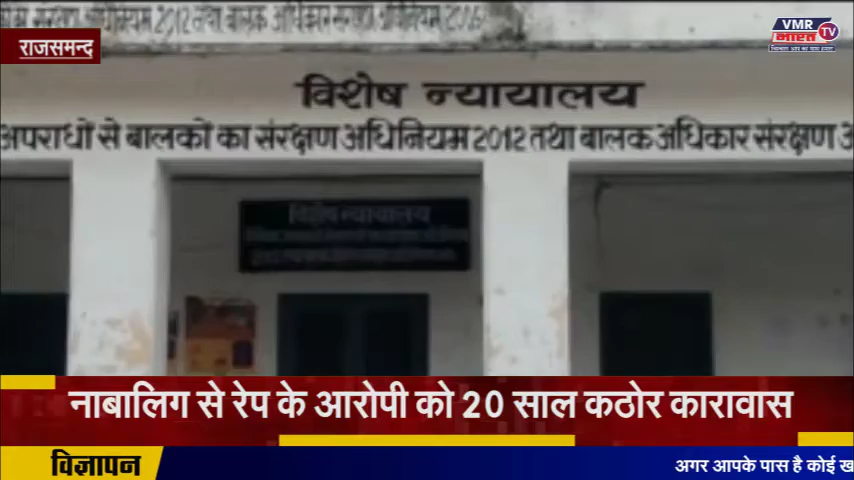 राजसमन्द
VMR
भारत TV
विशेष न्यायालय
अपराधों से बालकों का संरक्षण अधिनियम 2012 तथा बालक अधिकार संरक्षण
विशेष न्यायालय
नाबालिग से रेप के आरोपी को 20 साल कठोर कारावास
विज्ञापन
अगर आपके पास है कोई ख